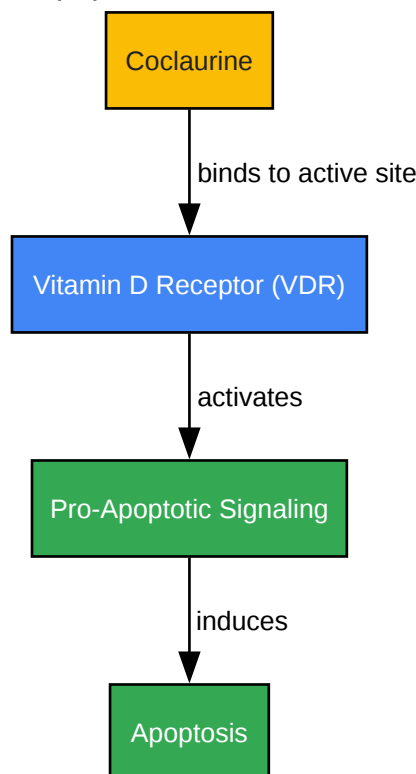 Coclaurine
binds to active site
Vitamin D Receptor (VDR)
activates
Pro-Apoptotic Signaling
induces
Apoptosis